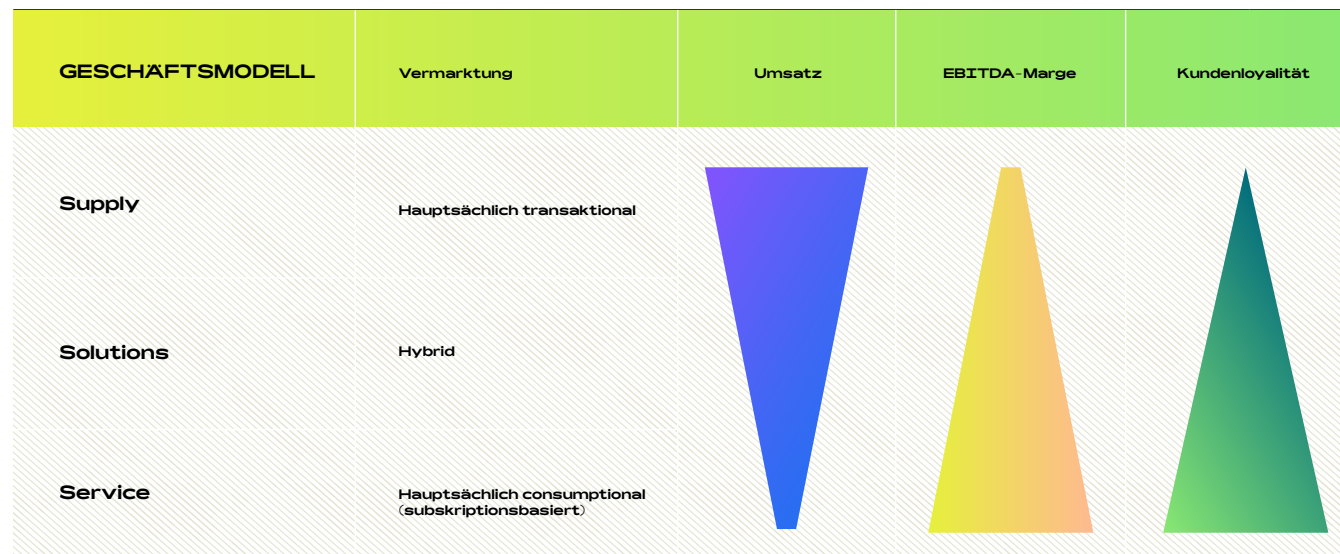 GESCHÄFTSMODELL
Vermarktung
Umsatz
EBITDA-Marge
Kundenloyalität
Supply
Hauptsächlich transaktional
Solutions
Hybrid
Service
Hauptsächlich consumptional
(subskriptionsbasiert)